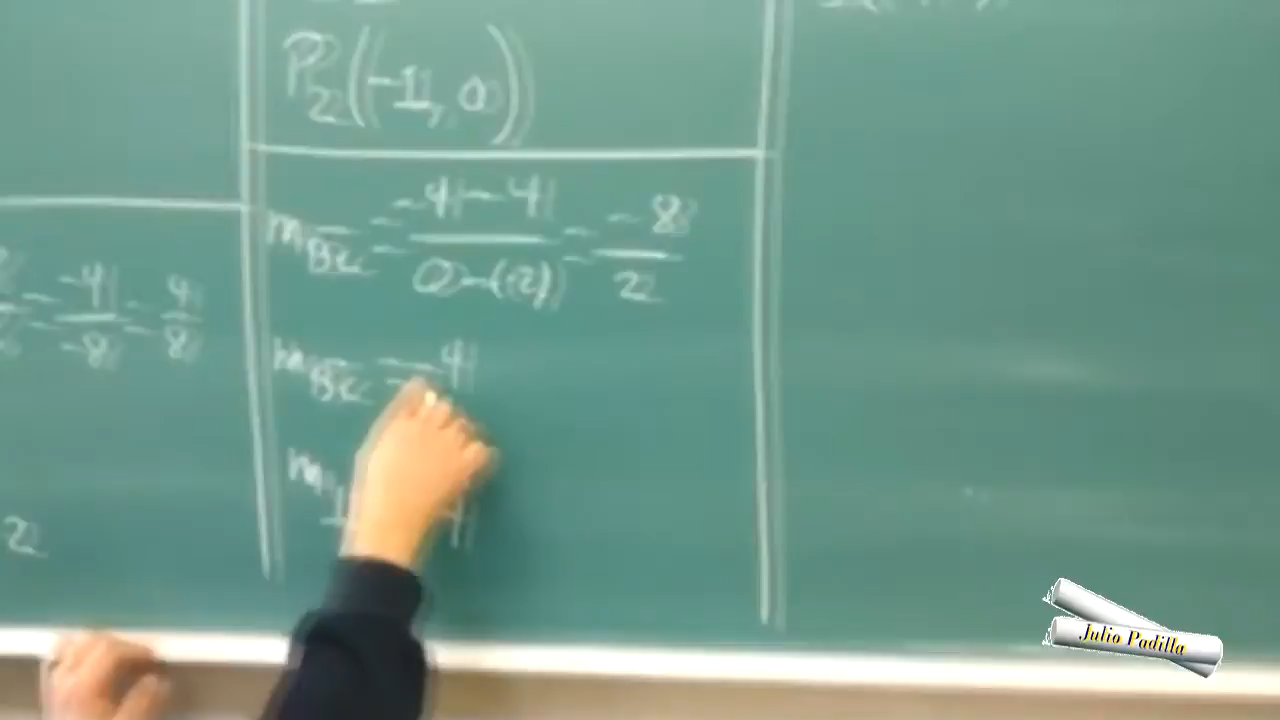 P₂(-1, 0)
m_BC = (-4-4)/(0-(-2)) = -8/2
= -4/-8 = 4/8
m_BC = -4
m⊥ 4
2
Julio Padilla